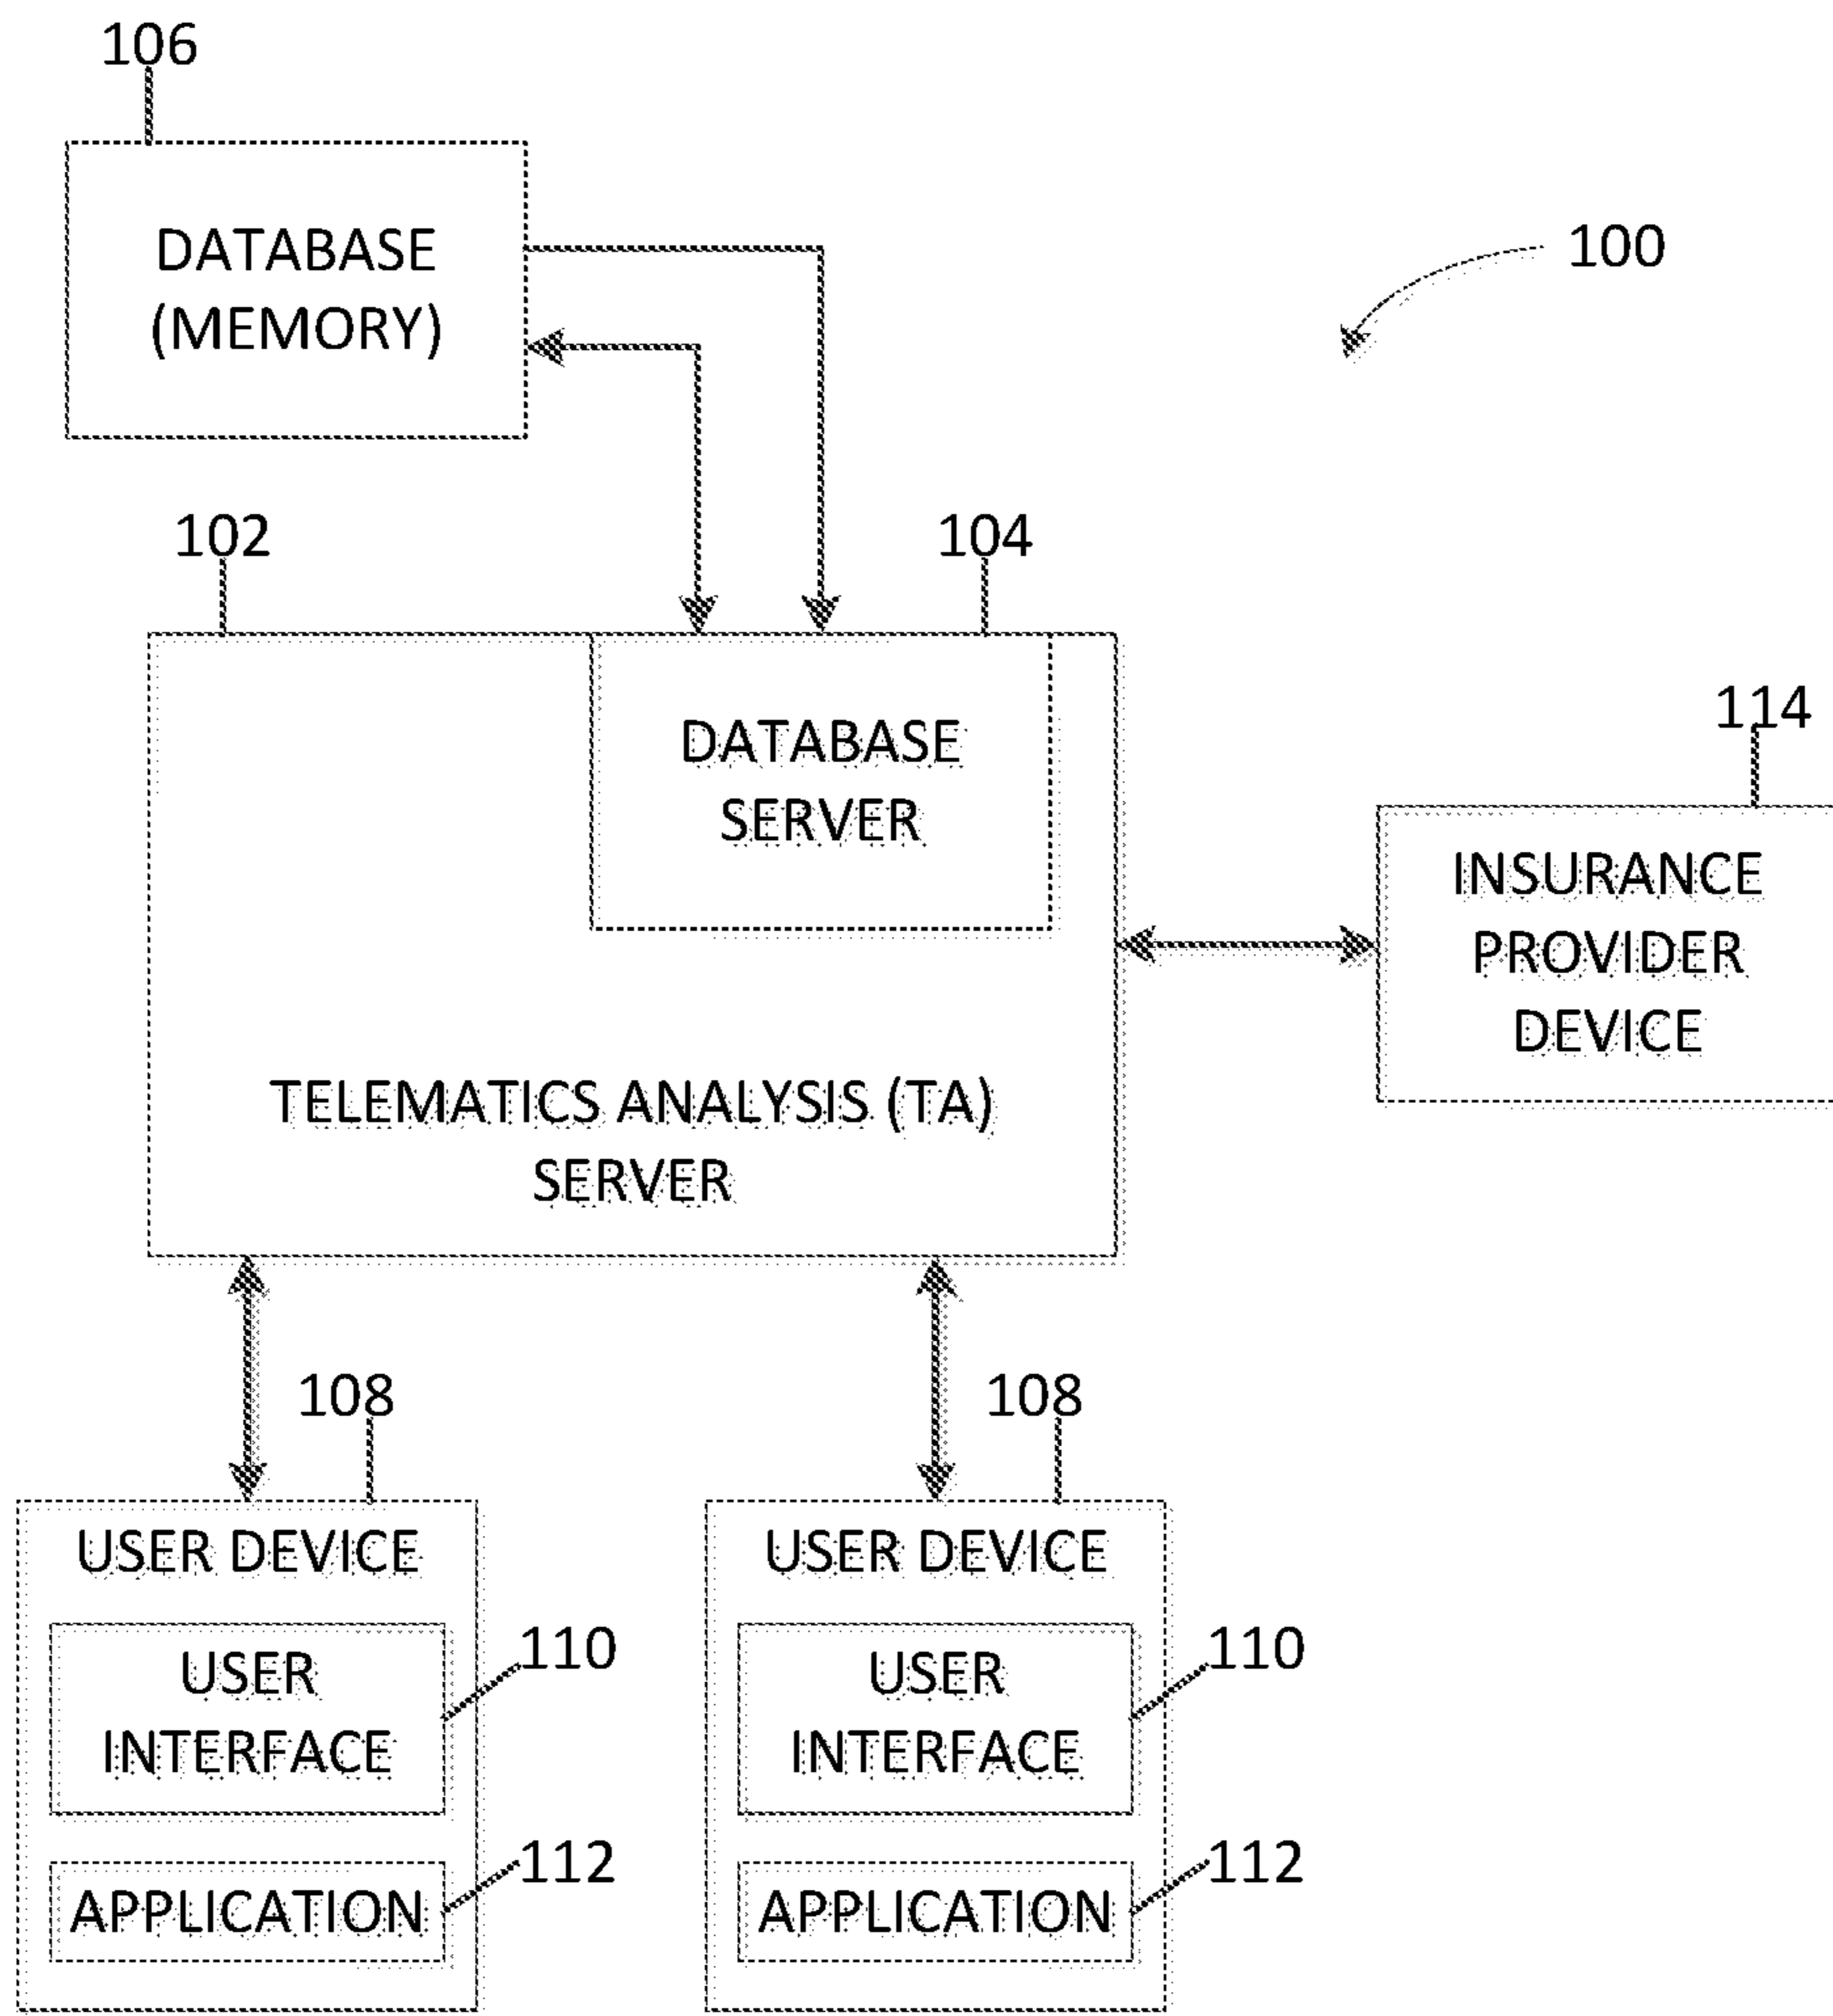 106
DATABASE
(MEMORY)
100
102
104
DATABASE
SERVER
114
INSURANCE
PROVIDER
DEVICE
TELEMATICS ANALYSIS (TA)
SERVER
108
108
USER DEVICE
USER
INTERFACE
110
APPLICATION
112
USER DEVICE
USER
INTERFACE
110
APPLICATION
112